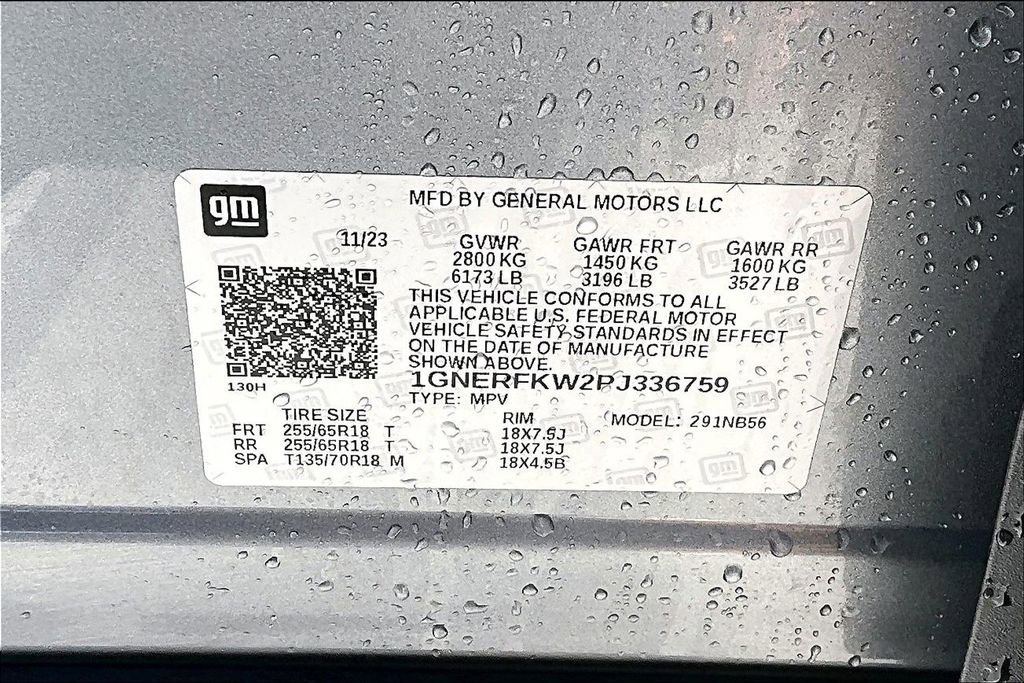 gm
MFD BY GENERAL MOTORS LLC
11/23 GVWR GAWR FRT GAWR RR
2800 KG 1450 KG 1600 KG
6173 LB 3196 LB 3527 LB
THIS VEHICLE CONFORMS TO ALL
APPLICABLE U.S. FEDERAL MOTOR
VEHICLE SAFETY STANDARDS IN EFFECT
ON THE DATE OF MANUFACTURE
SHOWN ABOVE.
1GNERFKW2PJ336759
130H
TYPE: MPV
TIRE SIZE RIM MODEL: 291NB56
FRT 255/65R18 T 18X7.5J
RR 255/65R18 T 18X7.5J
SPA T135/70R18 M 18X4.5B